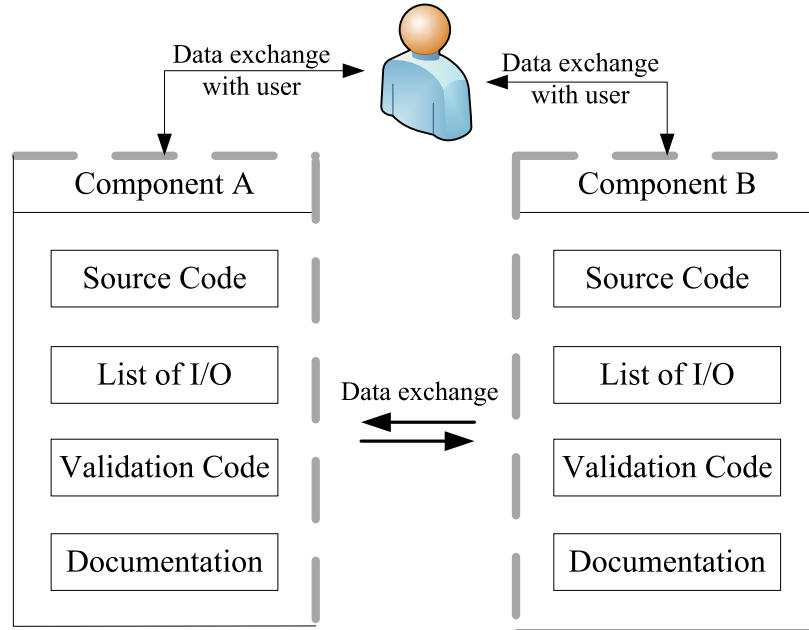 Data exchange
with user
Data exchange
with user
Component A
Source Code
List of I/O
Validation Code
Documentation
Data exchange
Component B
Source Code
List of I/O
Validation Code
Documentation